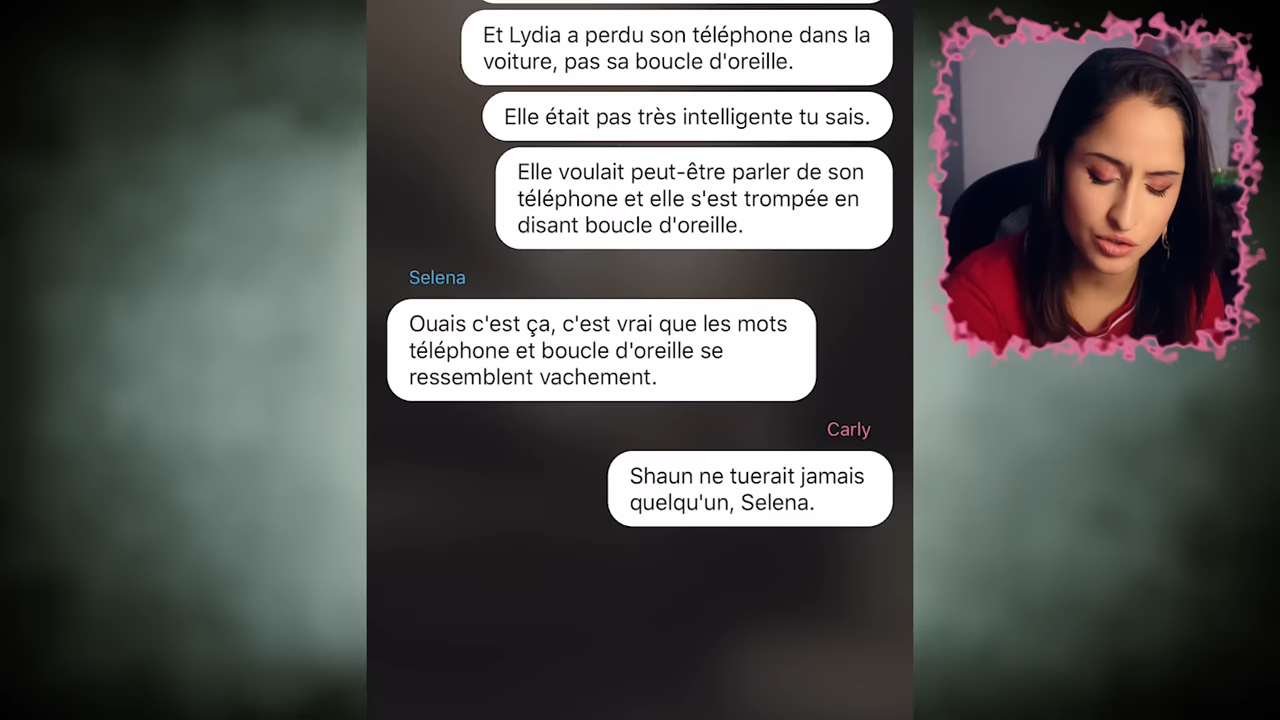 Et Lydia a perdu son téléphone dans la
voiture, pas sa boucle d'oreille.
Elle était pas très intelligente tu sais.
Elle voulait peut-être parler de son
téléphone et elle s'est trompée en
disant boucle d'oreille.
Selena
Ouais c'est ça, c'est vrai que les mots
téléphone et boucle d'oreille se
ressemblent vachement.
Carly
Shaun ne tuerait jamais
quelqu'un, Selena.